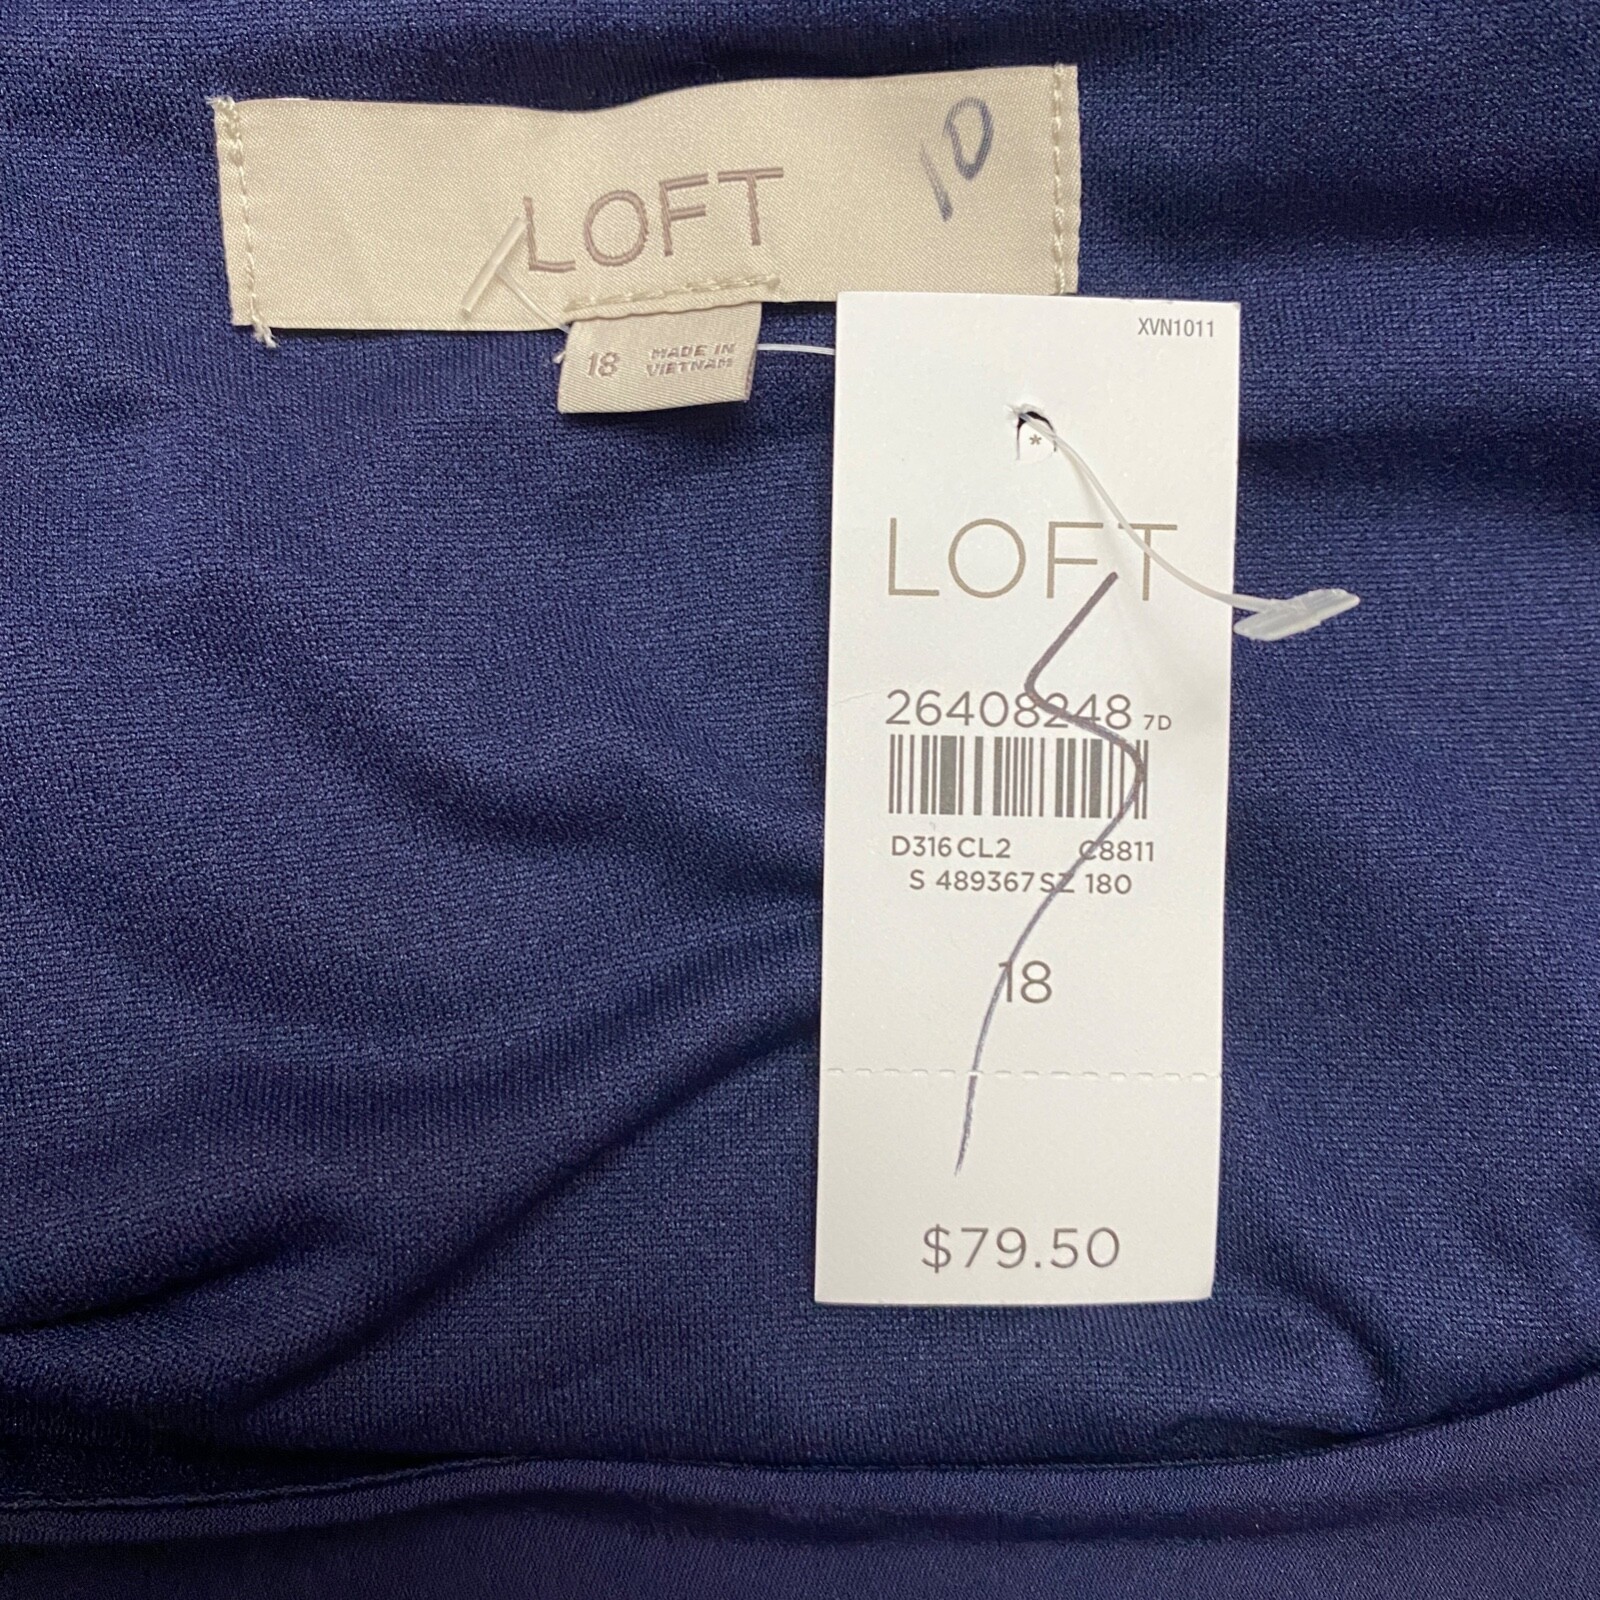 10
LOFT
18 MADE IN
VIETNAM
XVN1011
*
LOFT
26408248 7D
D316 CL2 C8811
S 489367 SZ 180
18
$79.50